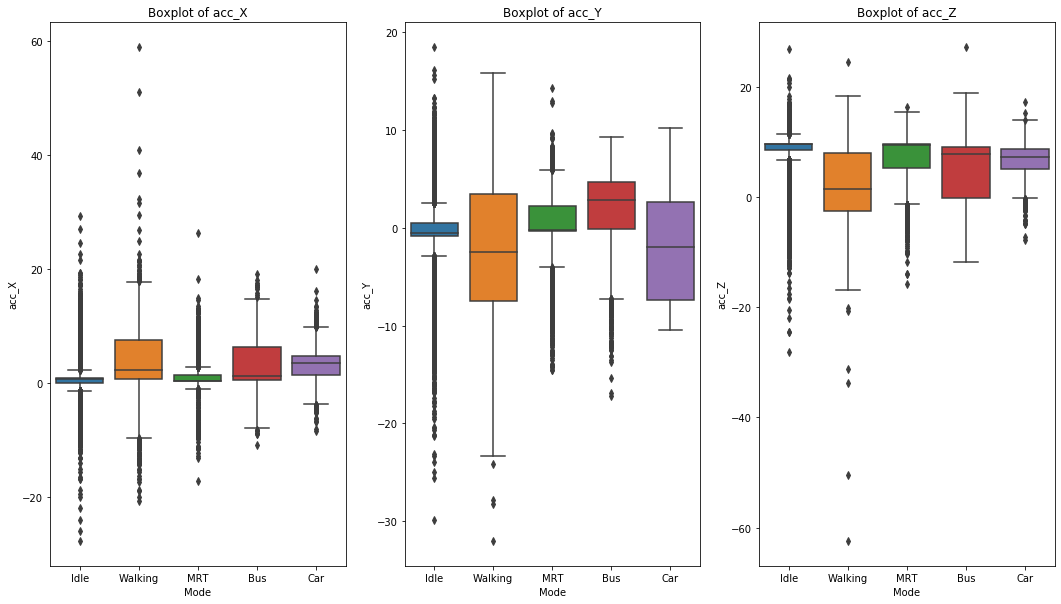 Boxplot of acc_X
acc_X
60
40
20
0
−20
Idle Walking MRT Bus Car
Mode
Boxplot of acc_Y
acc_Y
20
10
0
−10
−20
−30
Idle Walking MRT Bus Car
Mode
Boxplot of acc_Z
acc_Z
20
0
−20
−40
−60
Idle Walking MRT Bus Car
Mode